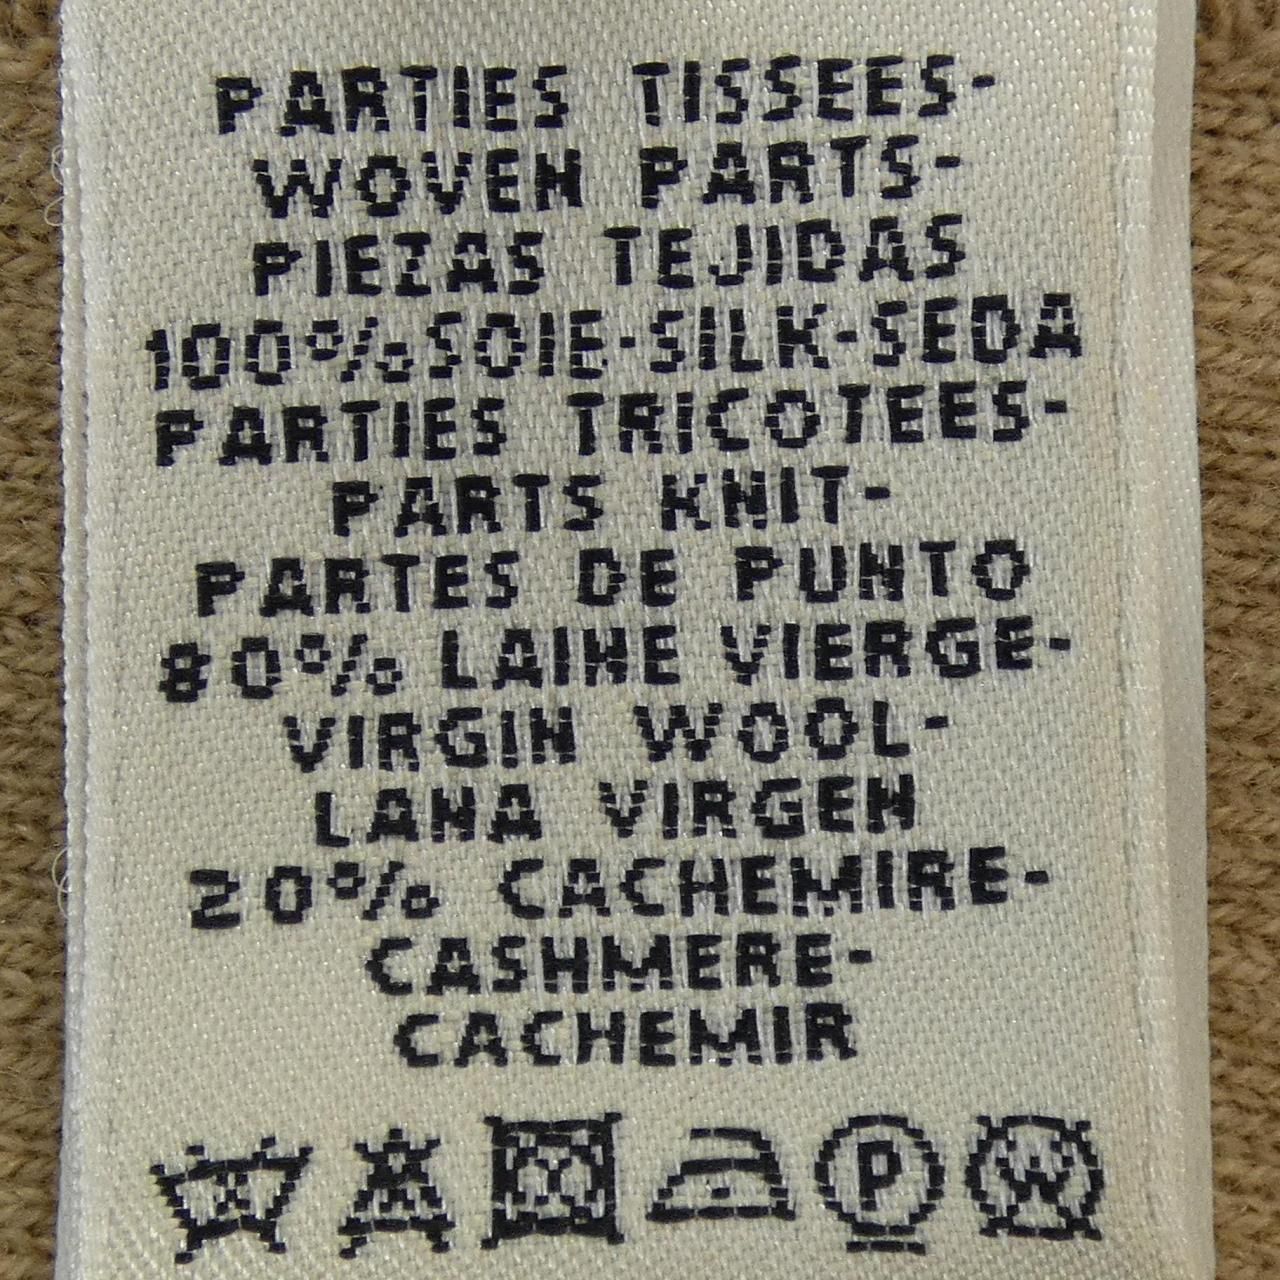 PARTIES TISSEES-
WOVEN PARTS-
PIEZAS TEJIDAS
100% SOIE-SILK-SEDA
PARTIES TRICOTEES-
PARTS KNIT-
PARTES DE PUNTO
80% LAINE VIERGE-
VIRGIN WOOL-
LANA VIRGEN
20% CACHEMIRE-
CASHMERE-
CACHEMIR
P W